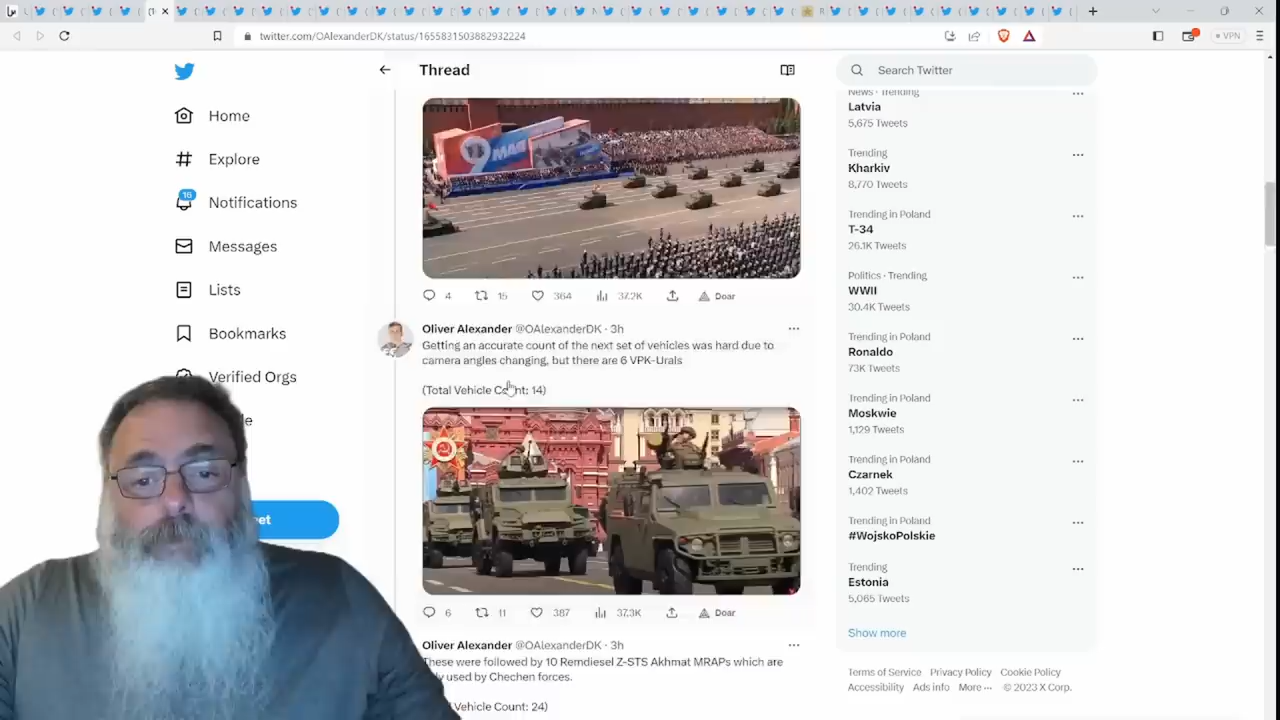 twitter.com/OAlexanderDK/status/1655831503882932224
VPN
Home
Explore
16
Notifications
Messages
Lists
Bookmarks
Verified Orgs
Thread
9 МАЯ
4 15 364 37.2K Doar
Oliver Alexander @OAlexanderDK · 3h
Getting an accurate count of the next set of vehicles was hard due to
camera angles changing, but there are 6 VPK-Urals
(Total Vehicle Count: 14)
6 11 387 37.3K Doar
Oliver Alexander @OAlexanderDK · 3h
These were followed by 10 Remdiesel Z-STS Akhmat MRAPs which are
used by Chechen forces.
Vehicle Count: 24)
Search Twitter
News · Trending
Latvia
5,675 Tweets
Trending
Kharkiv
8,770 Tweets
Trending in Poland
T-34
26.1K Tweets
Politics · Trending
WWII
30.4K Tweets
Trending in Poland
Ronaldo
73K Tweets
Trending in Poland
Moskwie
1,129 Tweets
Trending in Poland
Czarnek
1,402 Tweets
Trending in Poland
#WojskoPolskie
Trending
Estonia
5,065 Tweets
Show more
Terms of Service Privacy Policy Cookie Policy
Accessibility Ads info More ··· © 2023 X Corp.